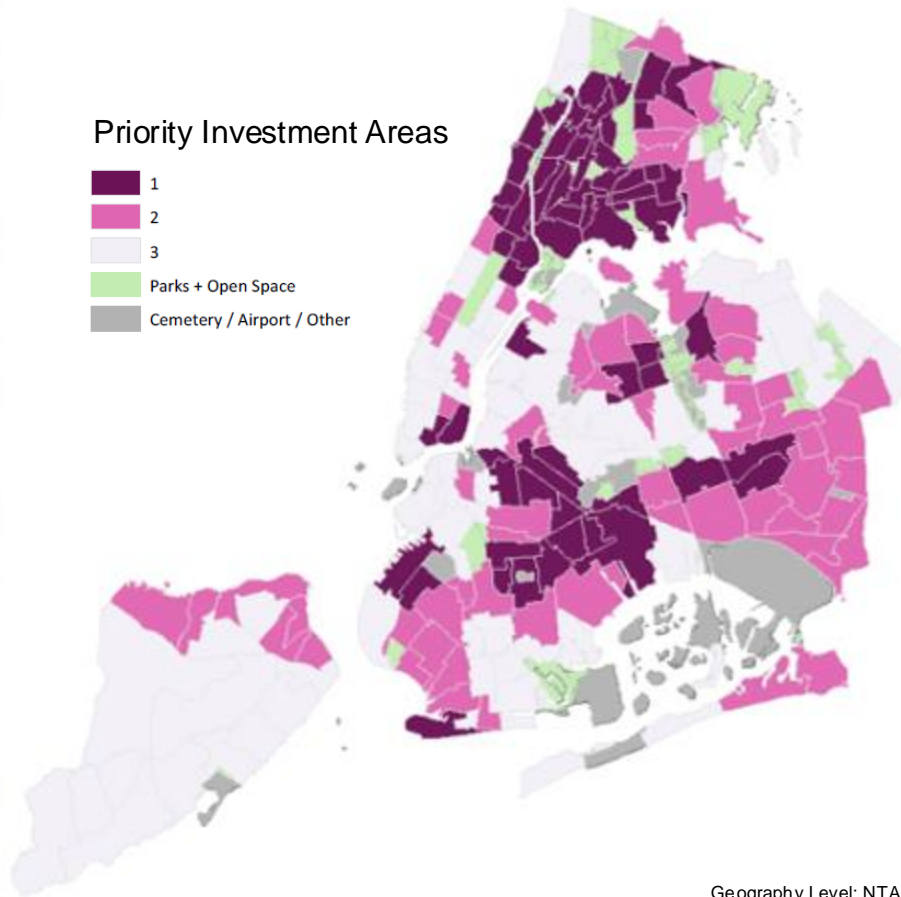 Priority Investment Areas
1
2
3
Parks + Open Space
Cemetery / Airport / Other
Geography Level: NTA